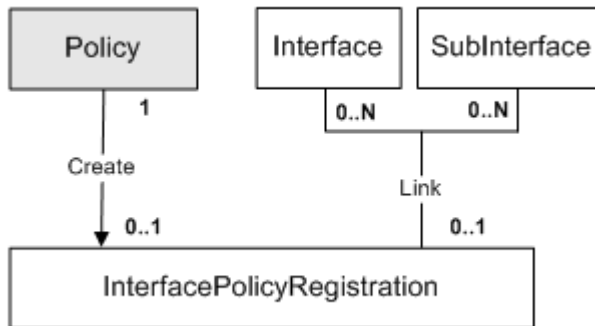 Policy
Interface
SubInterface
1
0..N
0..N
Create
Link
0..1
0..1
InterfacePolicyRegistration